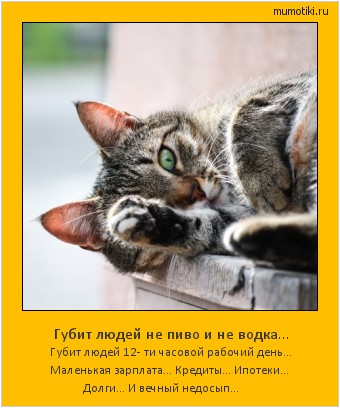 mumotiki.ru
Губит людей не пиво и не водка...
Губит людей 12- ти часовой рабочий день...
Маленькая зарплата... Кредиты... Ипотеки...
Долги... И вечный недосып...